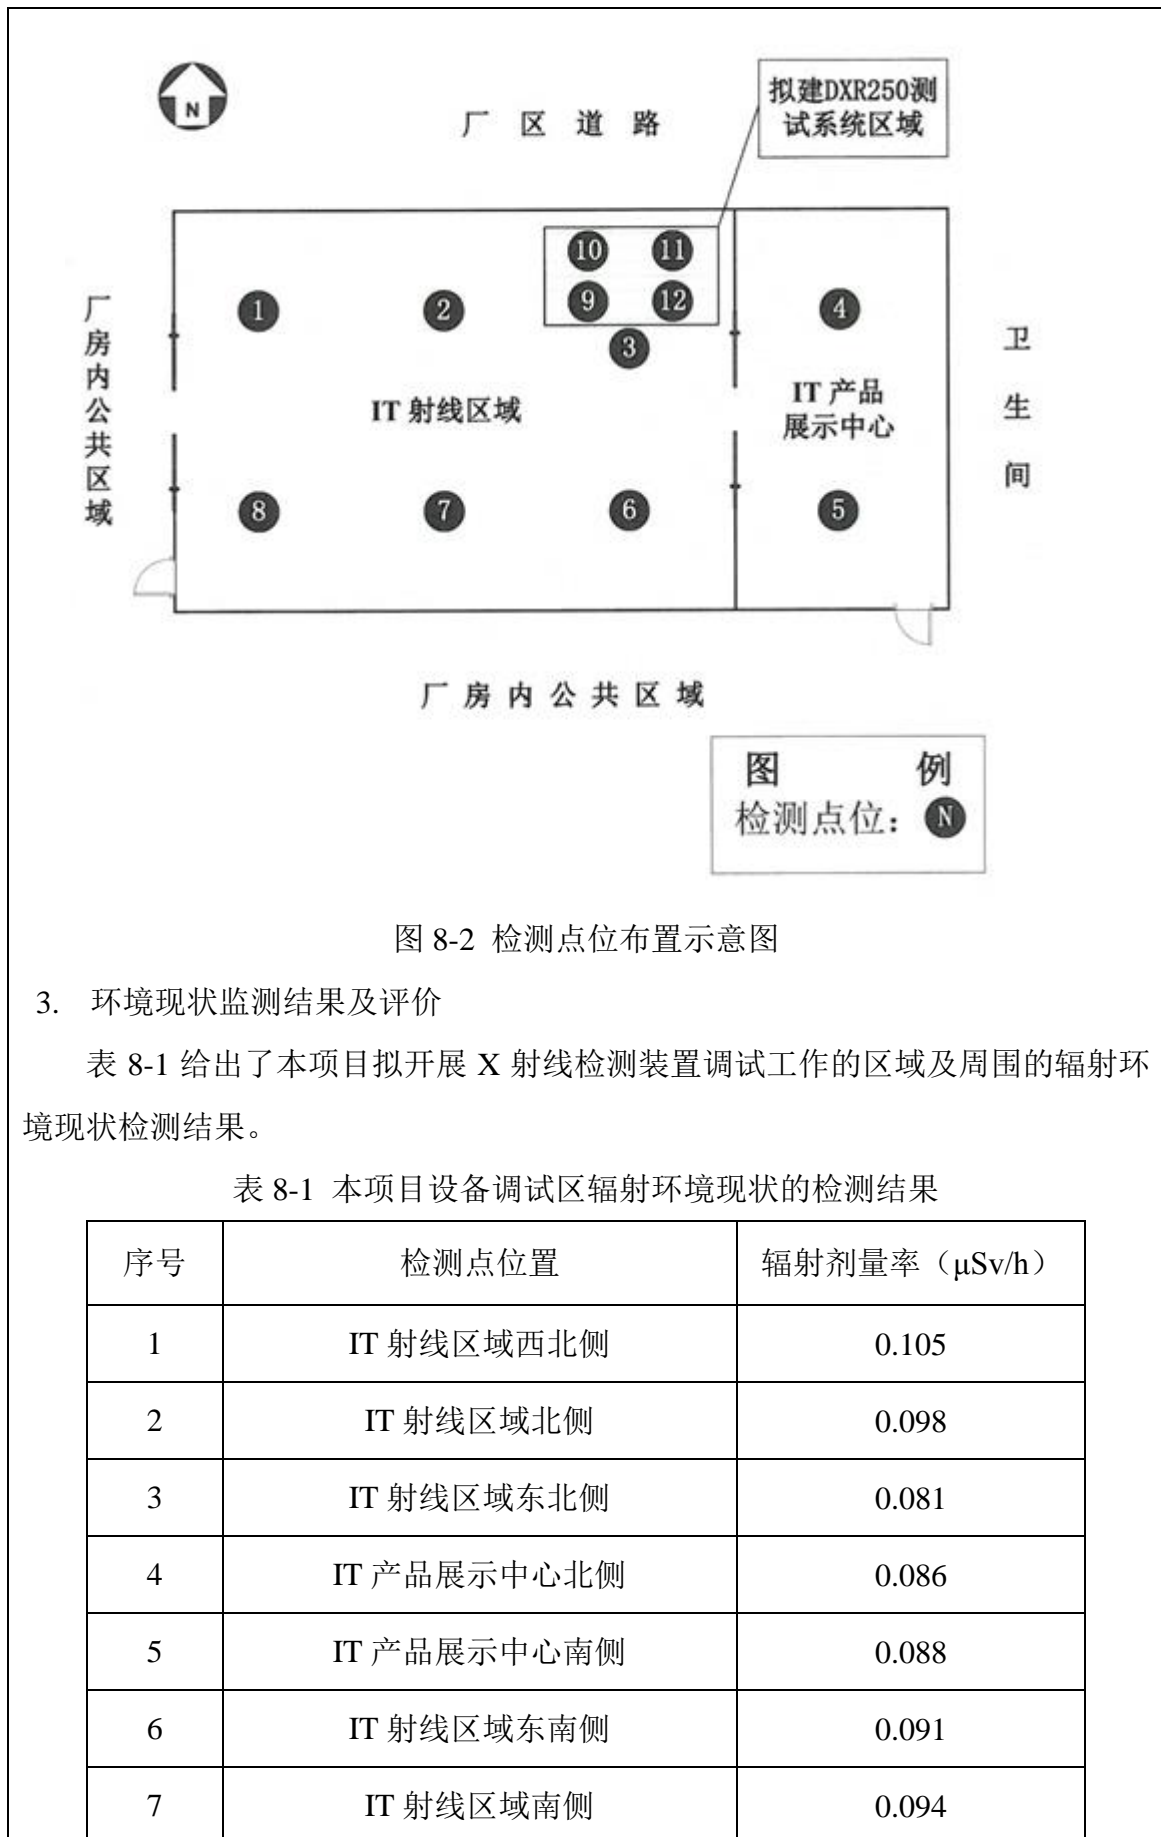 N
厂区道路
拟建DXR250测
试系统区域
10 11
9 12
1 2 3 4
厂房内公共区域
IT 射线区域
IT 产品
展示中心
卫生间
8 7 6 5
厂房内公共区域
图 例
检测点位：N
图 8-2 检测点位布置示意图
3. 环境现状监测结果及评价
表 8-1 给出了本项目拟开展 X 射线检测装置调试工作的区域及周围的辐射环
境现状检测结果。
表 8-1 本项目设备调试区辐射环境现状的检测结果
序号 检测点位置 辐射剂量率（μSv/h）
1 IT 射线区域西北侧 0.105
2 IT 射线区域北侧 0.098
3 IT 射线区域东北侧 0.081
4 IT 产品展示中心北侧 0.086
5 IT 产品展示中心南侧 0.088
6 IT 射线区域东南侧 0.091
7 IT 射线区域南侧 0.094